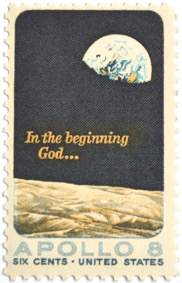 In the beginning
God...
APOLLO 8
SIX CENTS · UNITED STATES